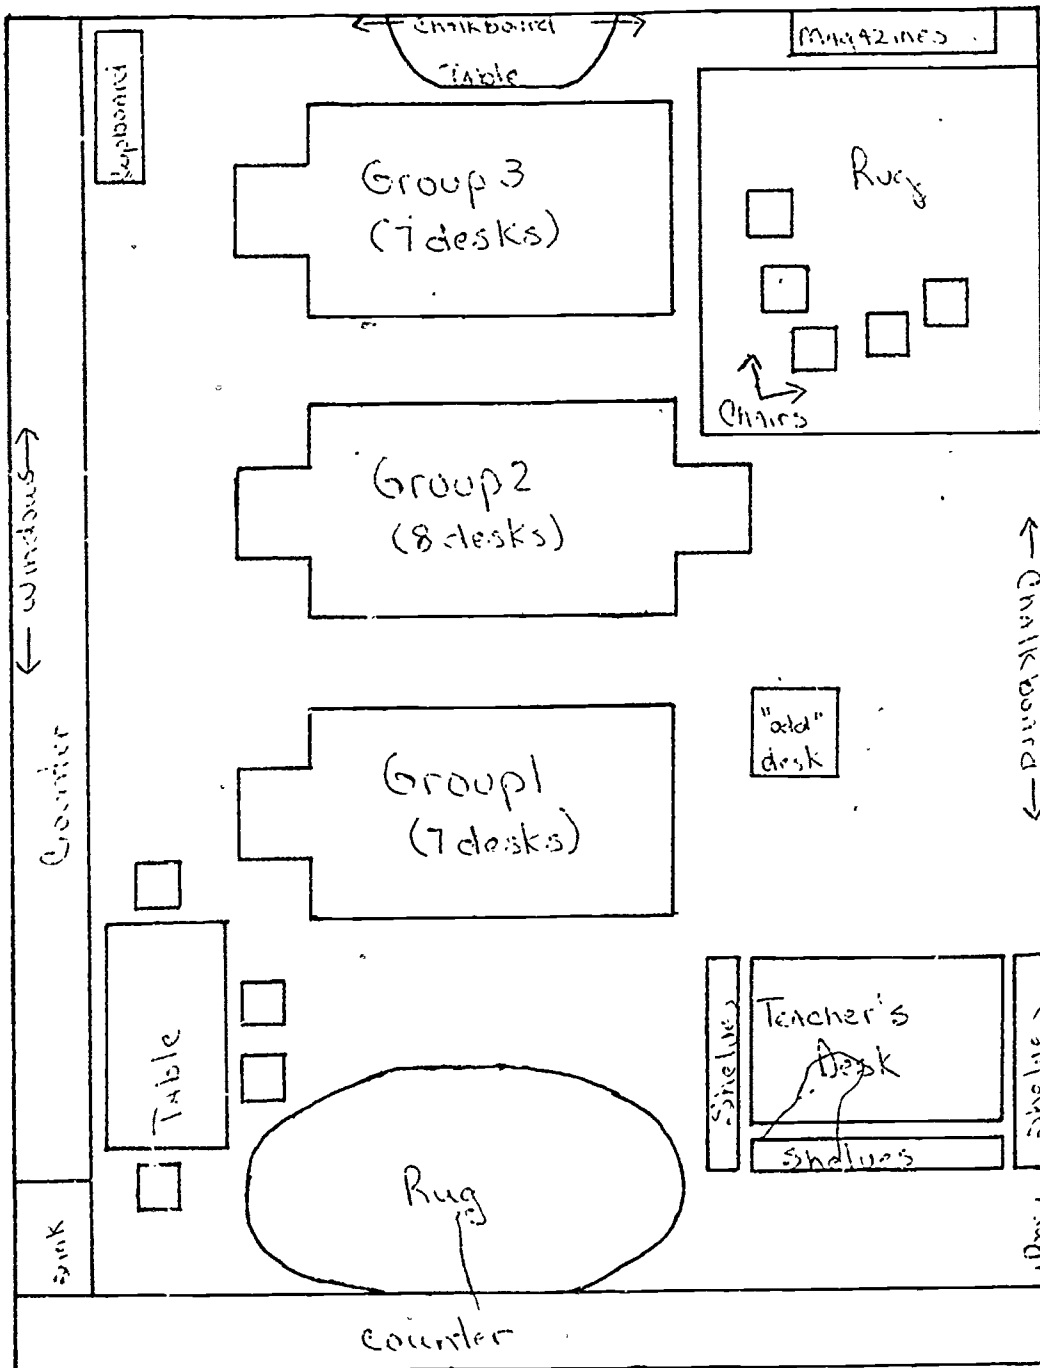 ← Chalkboard →
Table
Magazines
Group 3
(7 desks)
Rug
Chairs
← Windows →
Group 2
(8 desks)
← Chalkboard →
"odd"
desk
Counter
Group 1
(7 desks)
Table
Shelves
Teacher's
Desk
Shelves
Shelves
Rug
Sink
Counter